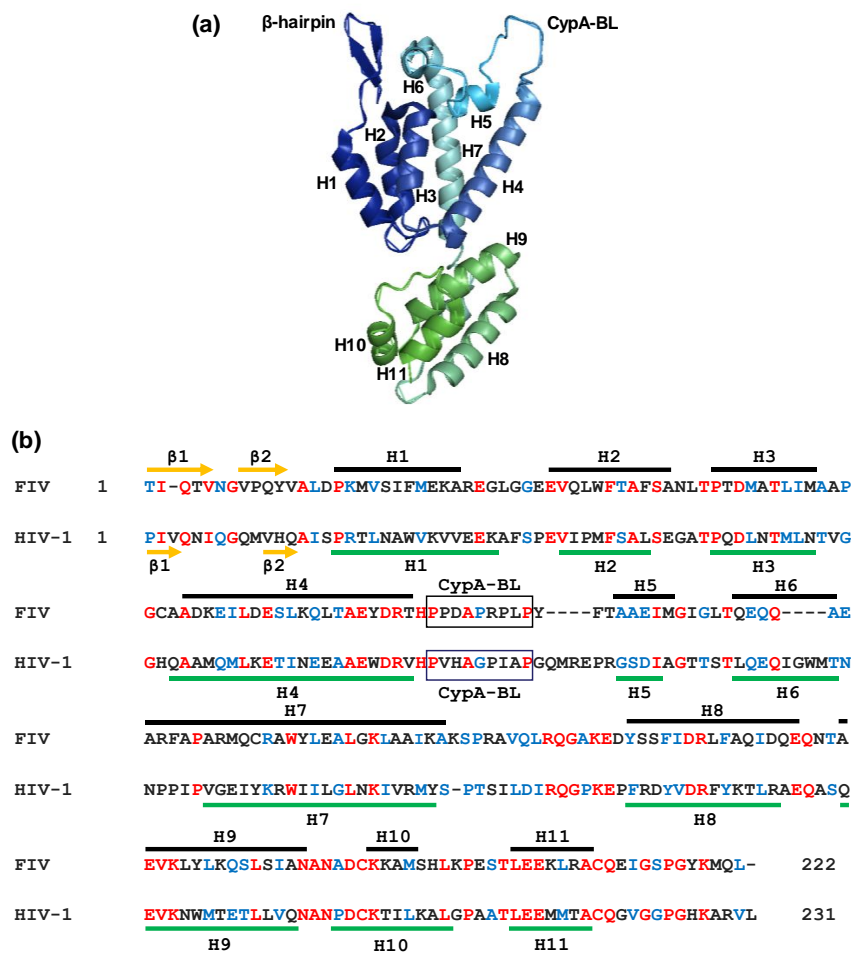 (a)
β-hairpin
CypA-BL
H6
H5
H2
H7
H1
H3
H4
H9
H10
H11
H8
(b)
β1 β2 H1 H2 H3
FIV 1 TI-QTVNGVPQYVALDPKMVSIFMEKAREGLGGEEVQLWFTAFSANLTPTDMATLIMAAP
HIV-1 1 PIVQNIQGQMVHQAISPRTLNAWVKVVEEKAFSPEVIPMFSALSEGATPQDLNTMLNTVG
β1 β2 H1 H2 H3
H4 CypA-BL H5 H6
FIV GCAADKEILDESLKQLTAEYDRTHPPDAPRPLPY----FTAAEIMGIGLTQEQQ----AE
HIV-1 GHQAAMQMLKETINEEAAEWDRVHPVHAGPIAPGQMREPRGSDIAGTTSTLQEQIGWMTN
H4 CypA-BL H5 H6
H7 H8
FIV ARFAPARMQCRAWYLEALGKLAAIKAKSPRAVQLRQGAKEDYSSFIDRLFAQIDQEQNTA
HIV-1 NPPIPVGEIYKRWIILGLNKIVRMYS-PTSILDIRQGPKEPFRDYVDRFYKTLRAEQASQ
H7 H8
H9 H10 H11
FIV EVKLYLKQSLSIANANADCKKAMSHLKPESTLEEKLRACQEIGSPGYKMQL- 222
HIV-1 EVKNWMTETLLVQNANPDCKTILKALGPAATLEEMMTACQGVGGPGHKARVL 231
H9 H10 H11